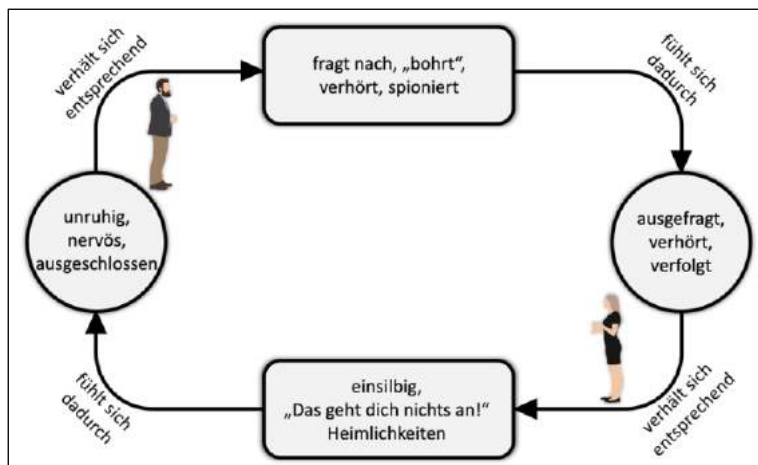 verhält sich
entsprechend
fragt nach, „bohrt“,
verhört, spioniert
fühlt sich
dadurch
unruhig,
nervös,
ausgeschlossen
ausgefragt,
verhört,
verfolgt
fühlt sich
dadurch
einsilbig,
„Das geht dich nichts an!“
Heimlichkeiten
verhält sich
entsprechend